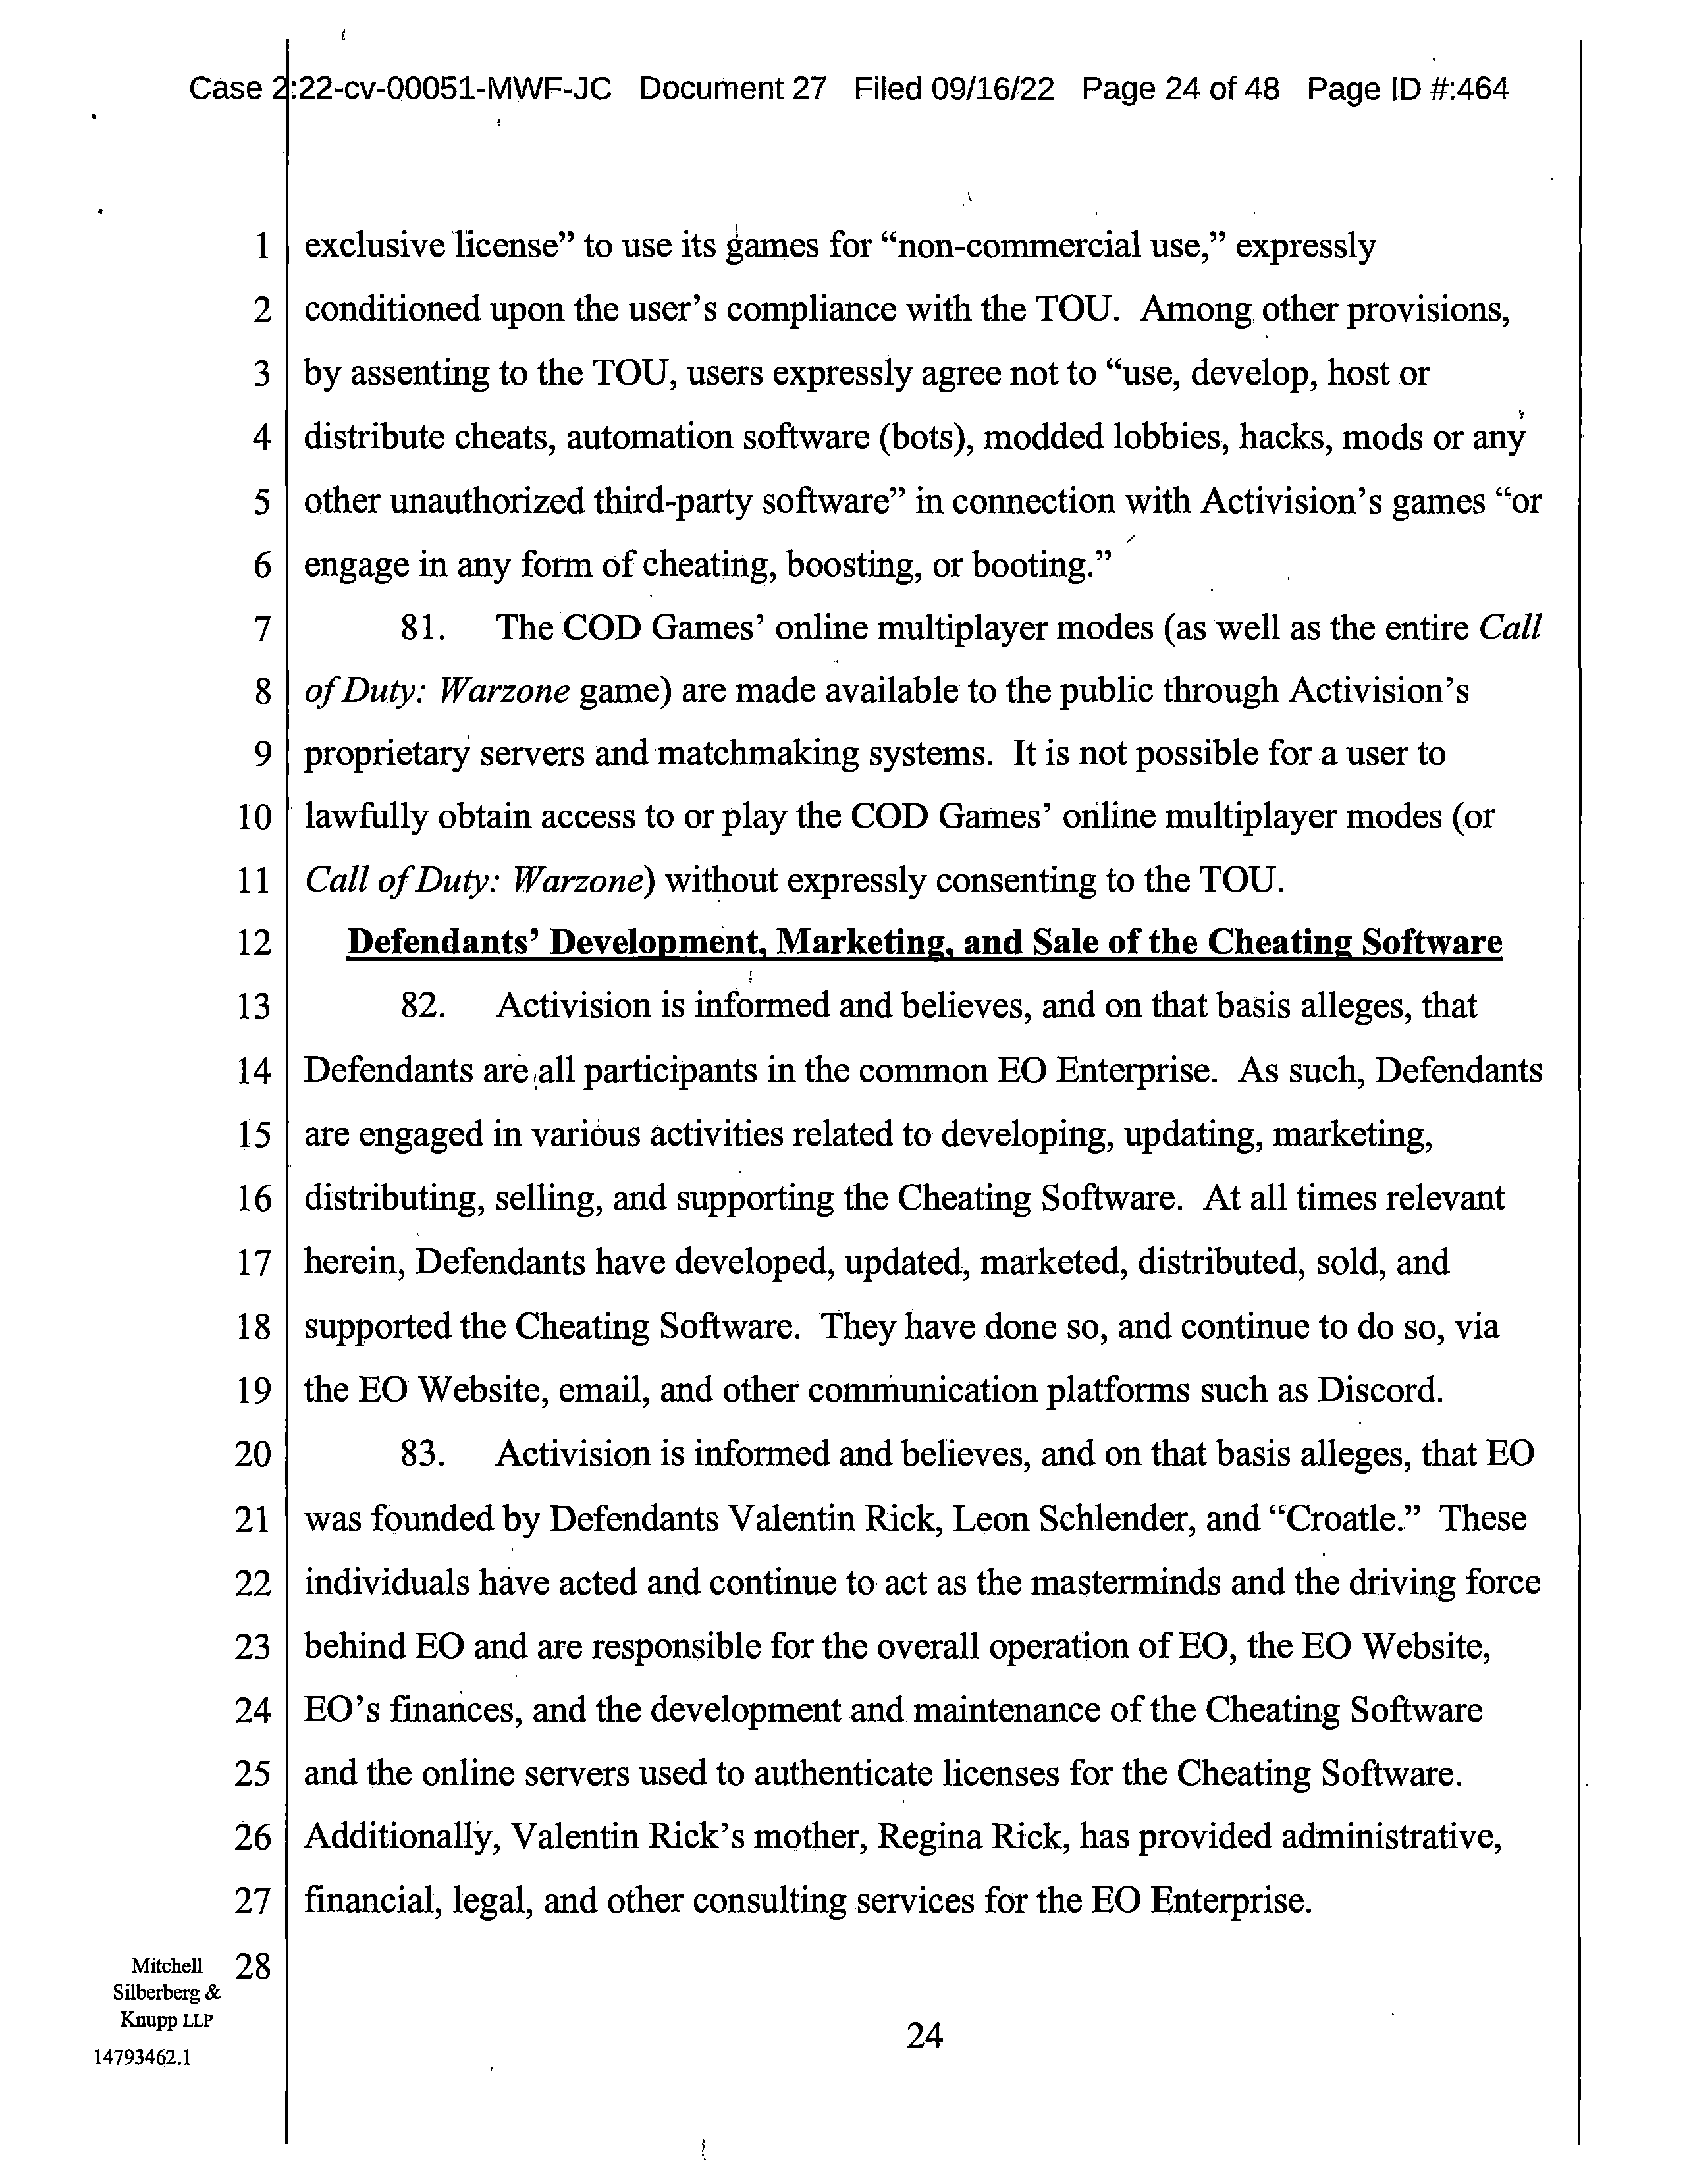 Case 2:22-cv-00051-MWF-JC Document 27 Filed 09/16/22 Page 24 of 48 Page ID #:464
1 exclusive license” to use its games for “non-commercial use,” expressly
2 conditioned upon the user’s compliance with the TOU. Among other provisions,
3 by assenting to the TOU, users expressly agree not to “use, develop, host or
4 distribute cheats, automation software (bots), modded lobbies, hacks, mods or any
5 other unauthorized third-party software” in connection with Activision’s games “or
6 engage in any form of cheating, boosting, or booting.”
7 81. The COD Games’ online multiplayer modes (as well as the entire Call
8 of Duty: Warzone game) are made available to the public through Activision’s
9 proprietary servers and matchmaking systems. It is not possible for a user to
10 lawfully obtain access to or play the COD Games’ online multiplayer modes (or
11 Call of Duty: Warzone) without expressly consenting to the TOU.
12 Defendants’ Development, Marketing, and Sale of the Cheating Software
13 82. Activision is informed and believes, and on that basis alleges, that
14 Defendants are all participants in the common EO Enterprise. As such, Defendants
15 are engaged in various activities related to developing, updating, marketing,
16 distributing, selling, and supporting the Cheating Software. At all times relevant
17 herein, Defendants have developed, updated, marketed, distributed, sold, and
18 supported the Cheating Software. They have done so, and continue to do so, via
19 the EO Website, email, and other communication platforms such as Discord.
20 83. Activision is informed and believes, and on that basis alleges, that EO
21 was founded by Defendants Valentin Rick, Leon Schlender, and “Croatle.” These
22 individuals have acted and continue to act as the masterminds and the driving force
23 behind EO and are responsible for the overall operation of EO, the EO Website,
24 EO’s finances, and the development and maintenance of the Cheating Software
25 and the online servers used to authenticate licenses for the Cheating Software.
26 Additionally, Valentin Rick’s mother, Regina Rick, has provided administrative,
27 financial, legal, and other consulting services for the EO Enterprise.
28
Mitchell
Silberberg &
Knupp LLP
14793462.1
24